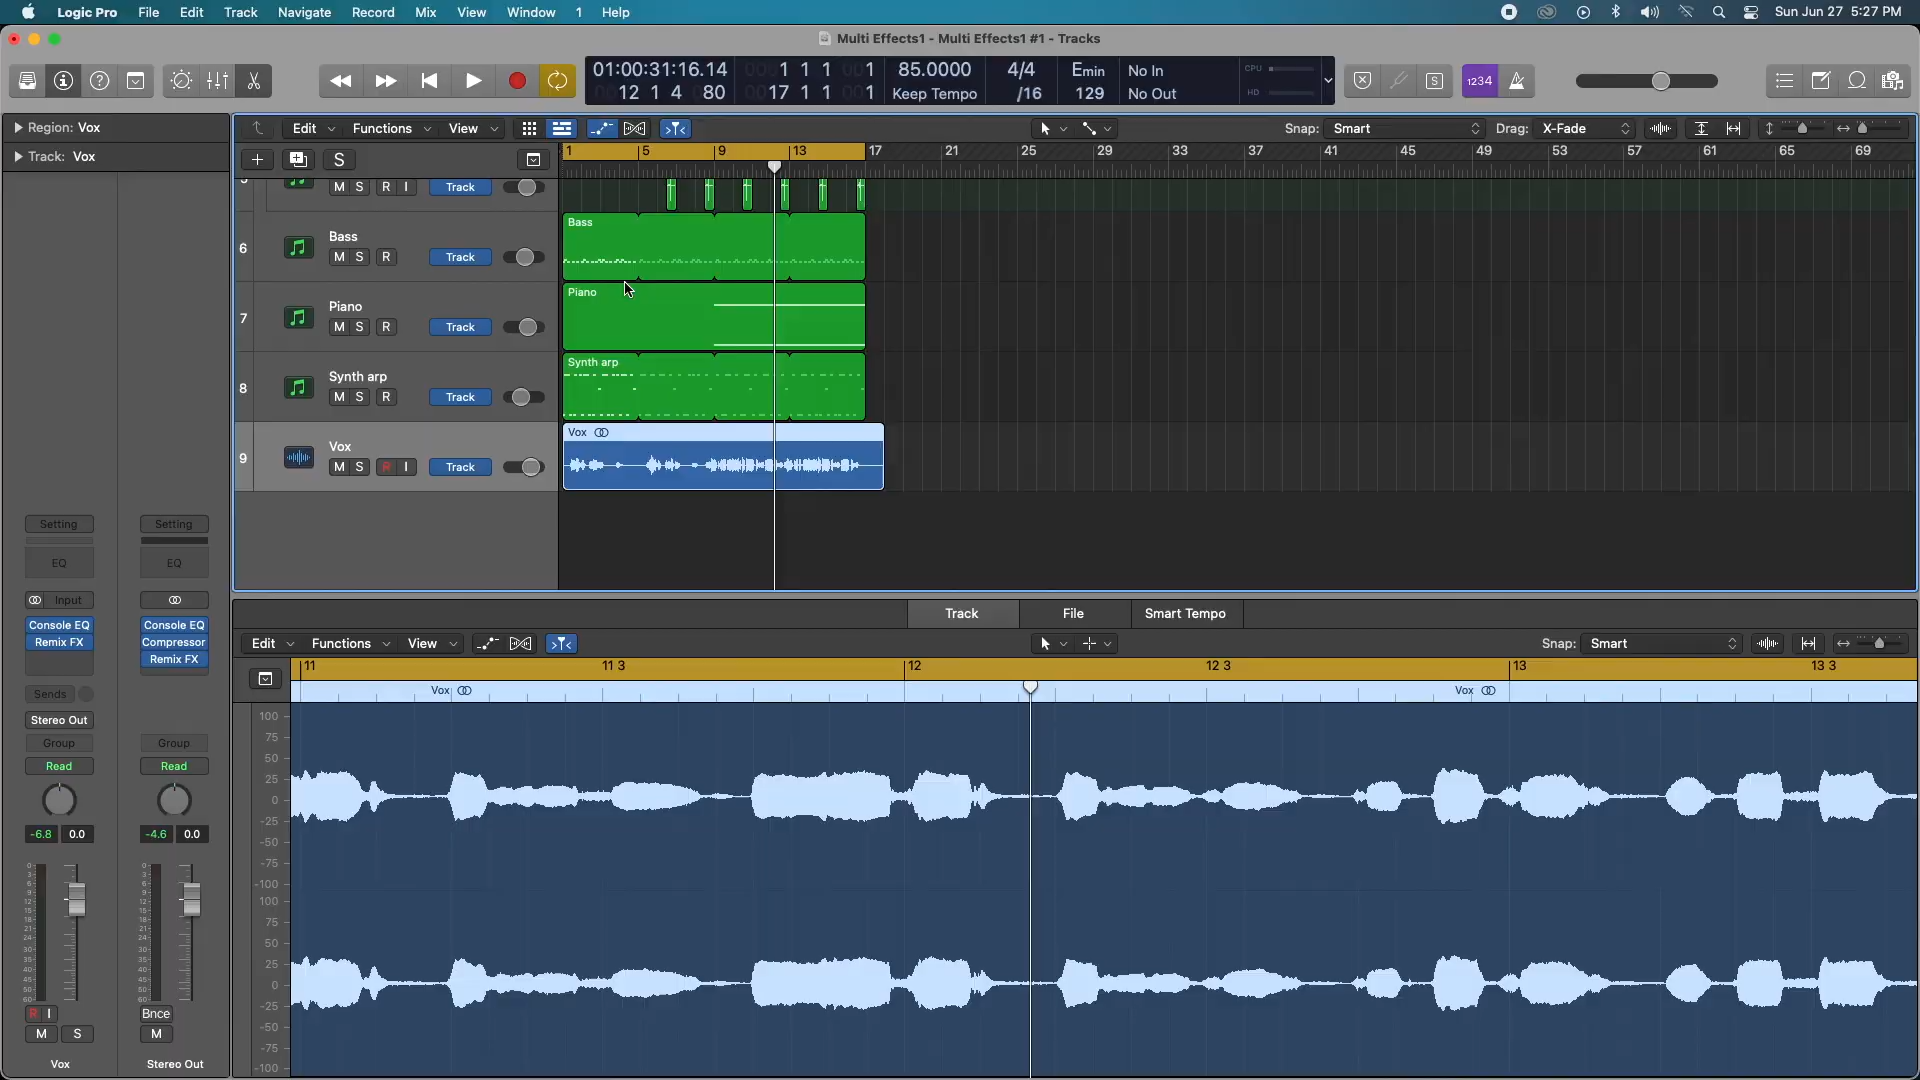 Logic Pro File Edit Track Navigate Record Mix View Window 1 Help Sun Jun 27 5:27 PM
Multi Effects1 - Multi Effects1 #1 - Tracks
01:00:31:16.14 1 1 1 1 85.0000 4/4 Emin No In CPU
12 1 4 80 17 1 1 1 Keep Tempo /16 129 No Out HD
1234
Region: Vox
Edit Functions View Snap: Smart Drag: X-Fade
Track: Vox
S
1 5 9 13 17 21 25 29 33 37 41 45 49 53 57 61 65 69
M S R I Track
6 Bass
M S R Track
Bass
7 Piano
M S R Track
Piano
8 Synth arp
M S R Track
Synth arp
9 Vox
M S R I Track
Vox
Setting Setting
EQ EQ
Input
Console EQ Console EQ
Remix FX Compressor
Remix FX
Sends
Stereo Out
Group Group
Read Read
-6.8 0.0 -4.6 0.0
R I Bnce
M S M
Vox Stereo Out
Track File Smart Tempo
Edit Functions View Snap: Smart
11 11 3 12 12 3 13 13 3
Vox Vox
100
75
50
25
0
-25
-50
-75
-100
100
75
50
25
0
-25
-50
-75
-100